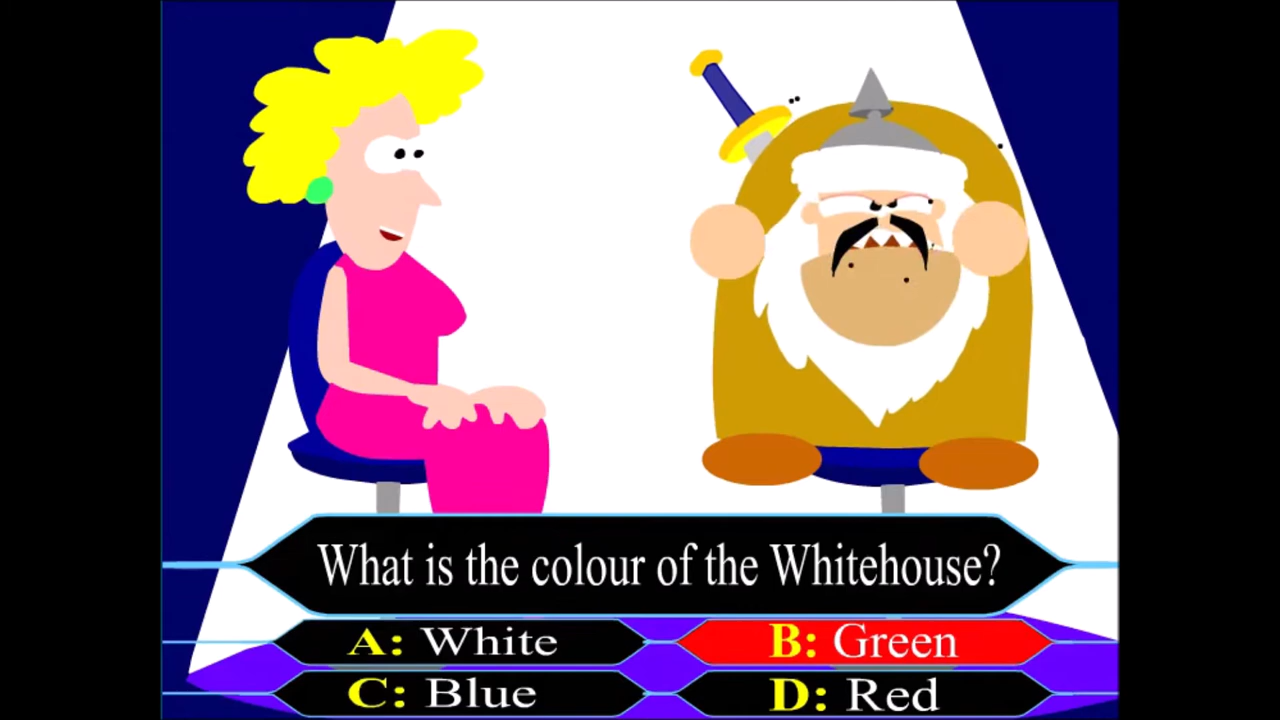 What is the colour of the Whitehouse?
A: White
B: Green
C: Blue
D: Red